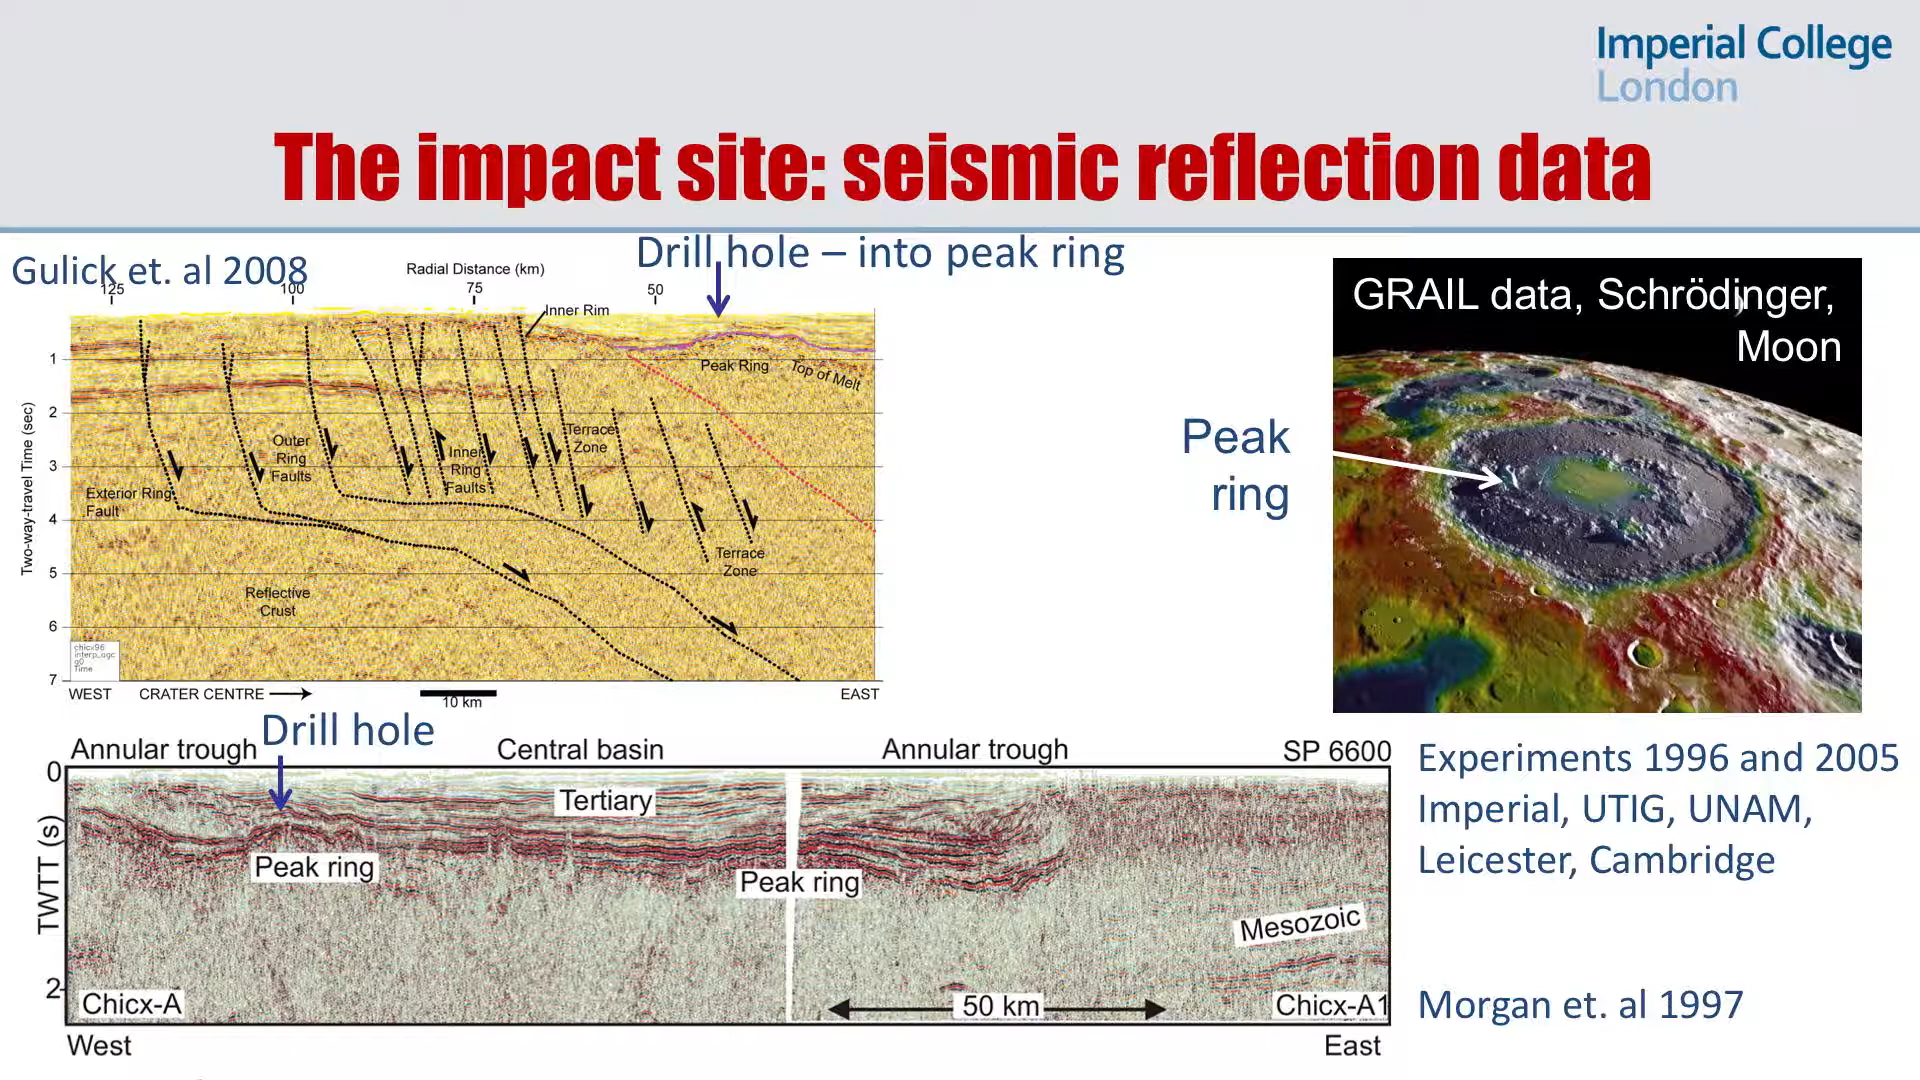 Imperial College
London
The impact site: seismic reflection data
Gulick et. al 2008
Radial Distance (km)
Drill hole – into peak ring
125
100
75
50
Inner Rim
Peak Ring
Top of Melt
Two-way-travel Time (sec)
1
2
3
4
5
6
7
Exterior Ring
Fault
Outer
Ring
Faults
Inner
Ring
Faults
Terrace
Zone
Terrace
Zone
Reflective
Crust
chicx96
interp_agc
g0
Time
WEST
CRATER CENTRE
10 km
EAST
GRAIL data, Schrödinger,
Moon
Peak
ring
Drill hole
Annular trough
Central basin
Annular trough
SP 6600
0
TWTT (s)
2
Tertiary
Peak ring
Peak ring
Mesozoic
Chicx-A
50 km
Chicx-A1
West
East
Experiments 1996 and 2005
Imperial, UTIG, UNAM,
Leicester, Cambridge
Morgan et. al 1997